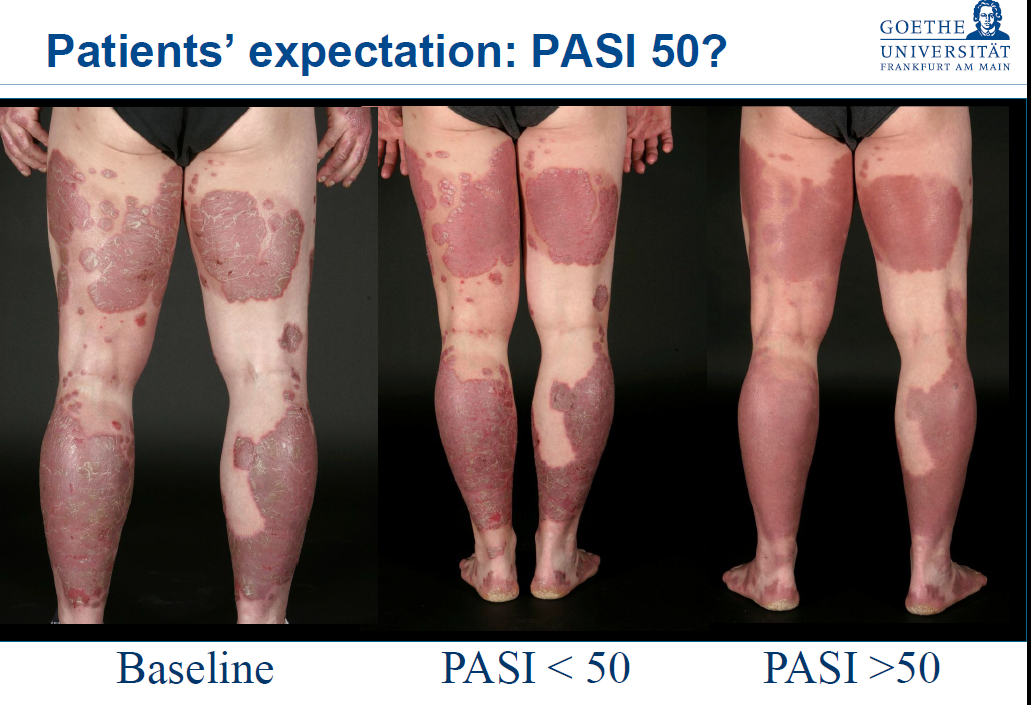 Patients’ expectation: PASI 50?
GOETHE
UNIVERSITÄT
FRANKFURT AM MAIN
Baseline
PASI < 50
PASI >50